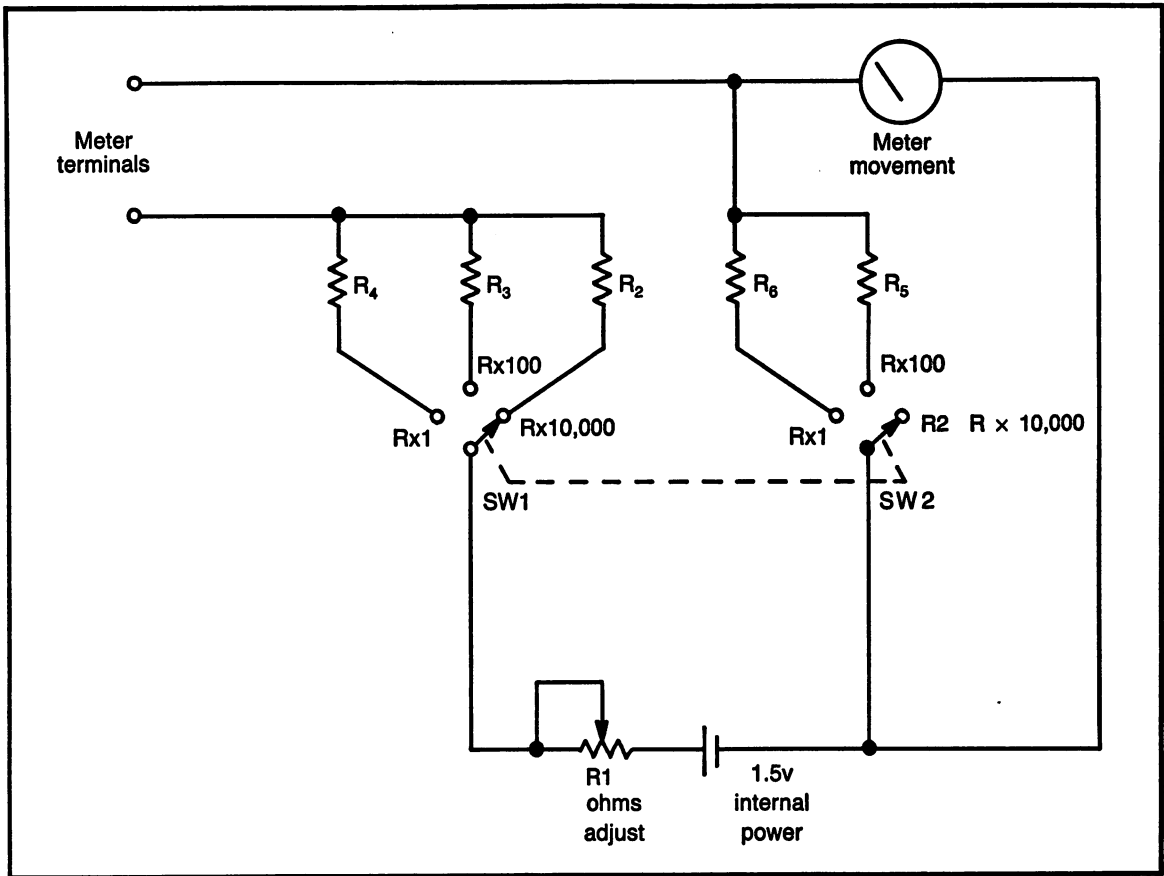 Meter
terminals
Meter
movement
R4
R3
R2
R6
R5
Rx100
Rx100
Rx1
Rx10,000
Rx1
R2 R × 10,000
SW1
SW2
R1
ohms
adjust
1.5v
internal
power